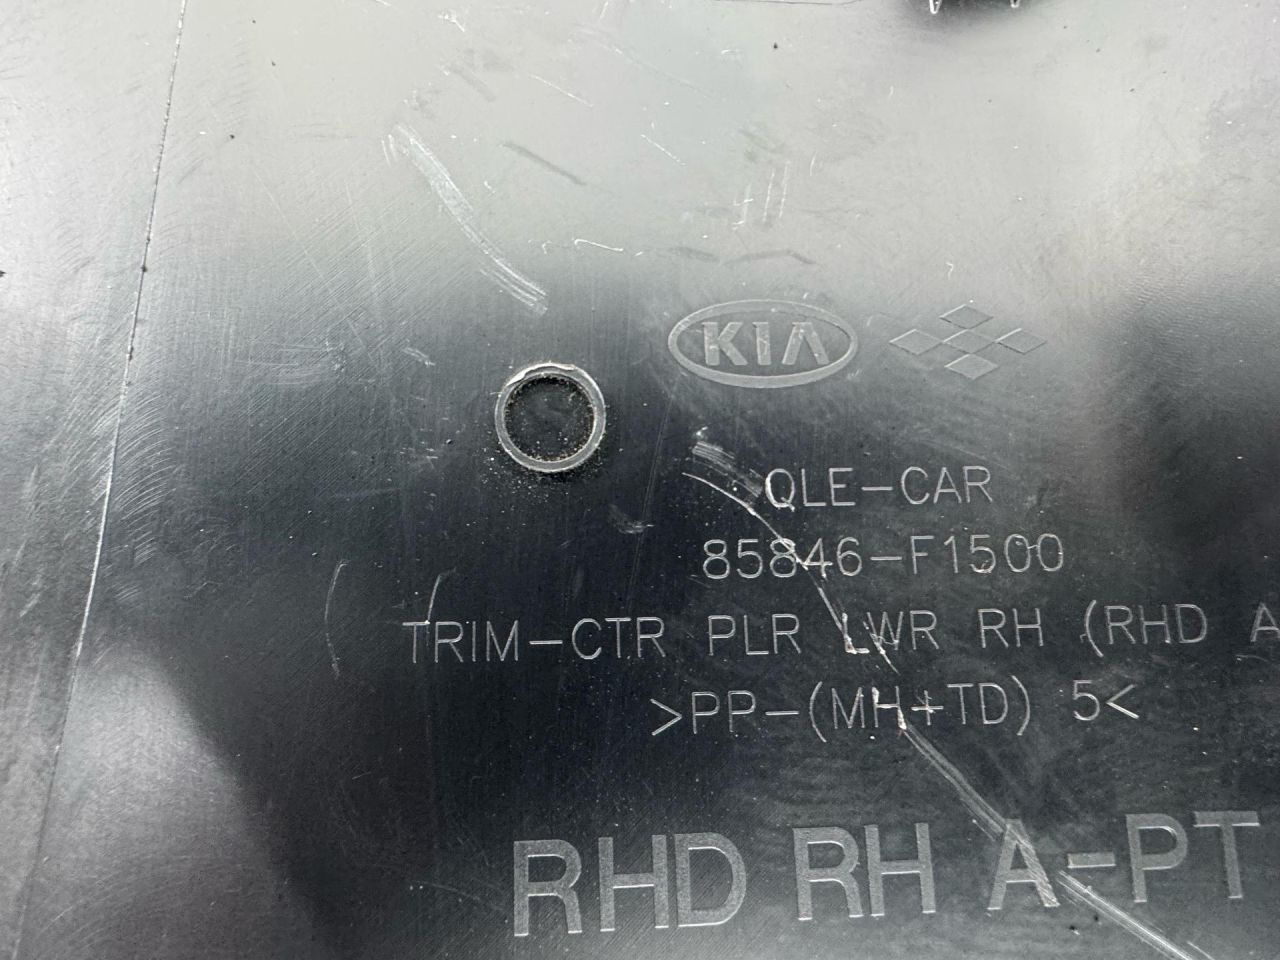 KIA
QLE-CAR
85846-F1500
TRIM-CTR PLR LWR RH (RHD A
>PP-(MH+TD) 5<
RHD RH A-PT